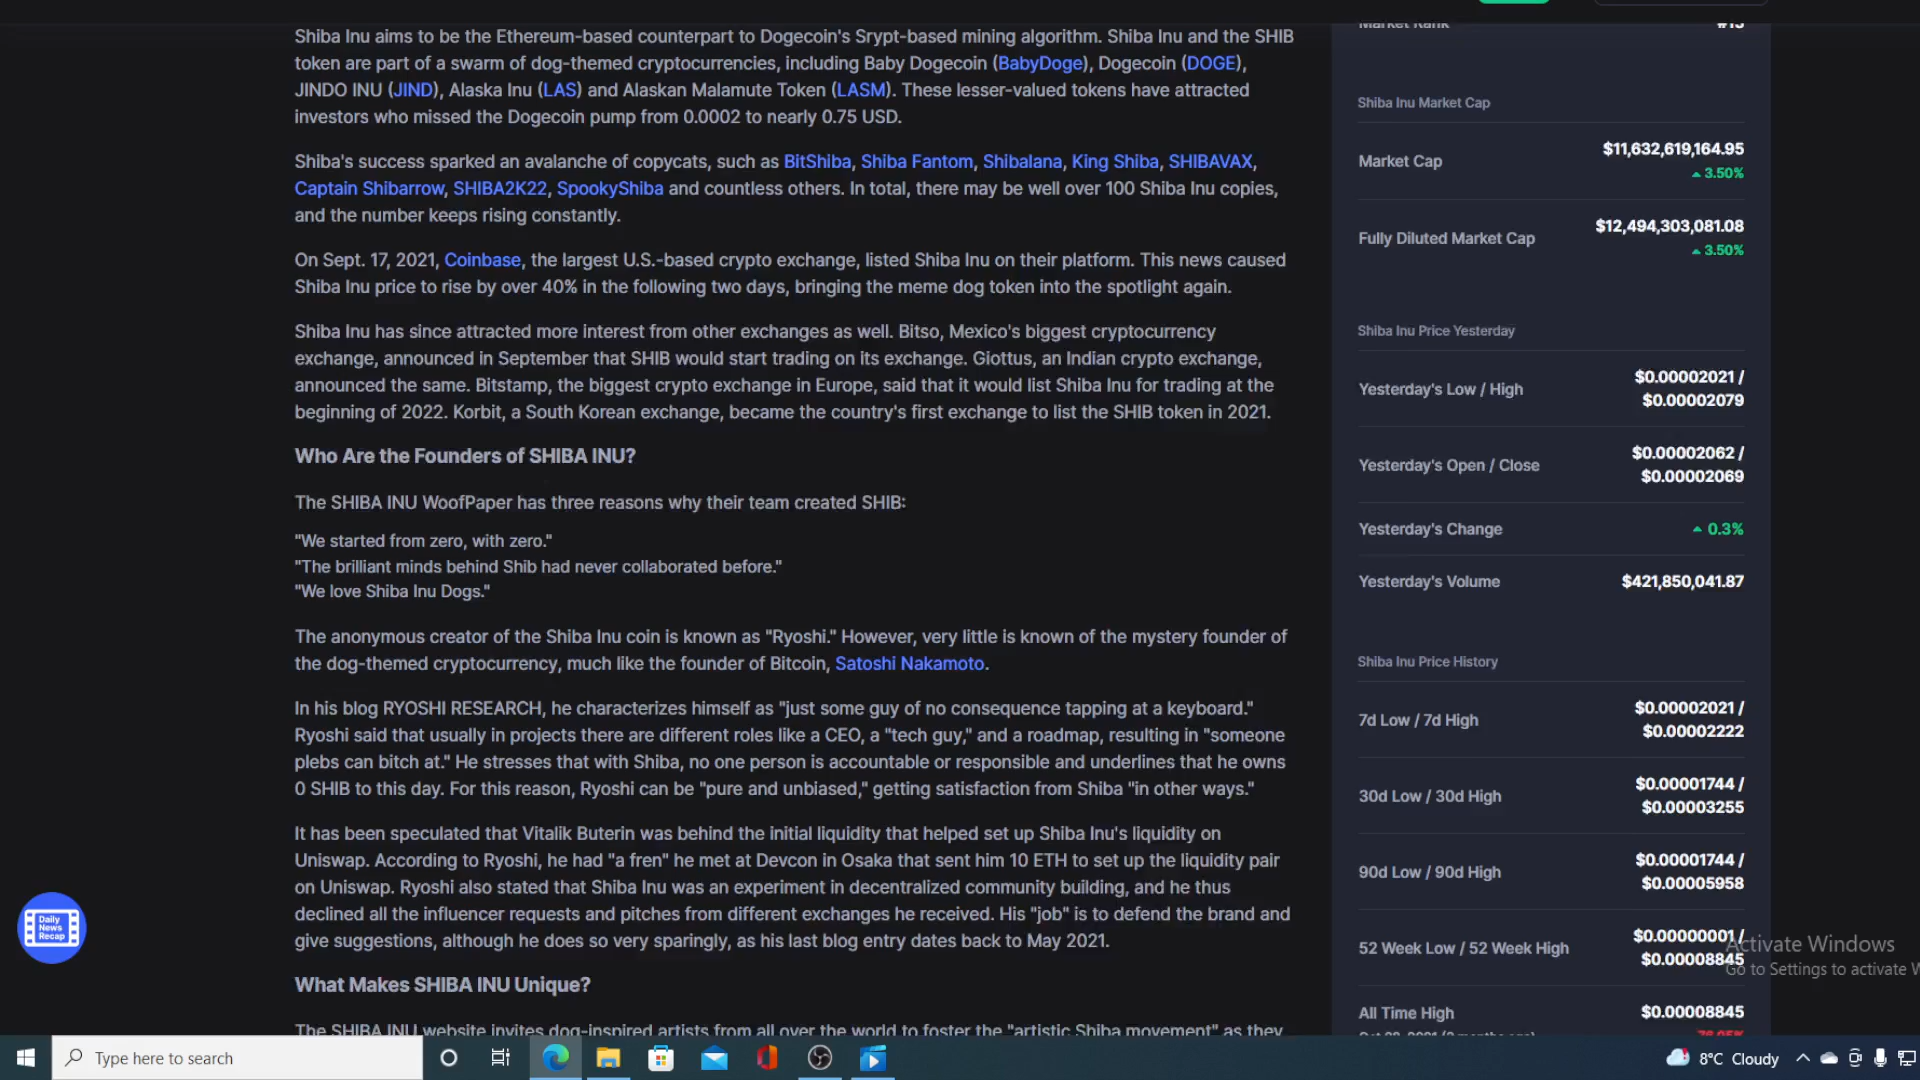 Shiba Inu aims to be the Ethereum-based counterpart to Dogecoin's Srypt-based mining algorithm. Shiba Inu and the SHIB
token are part of a swarm of dog-themed cryptocurrencies, including Baby Dogecoin (BabyDoge), Dogecoin (DOGE),
JINDO INU (JIND), Alaska Inu (LAS) and Alaskan Malamute Token (LASM). These lesser-valued tokens have attracted
investors who missed the Dogecoin pump from 0.0002 to nearly 0.75 USD.
Shiba's success sparked an avalanche of copycats, such as BitShiba, Shiba Fantom, Shibalana, King Shiba, SHIBAVAX,
Captain Shibarrow, SHIBA2K22, SpookyShiba and countless others. In total, there may be well over 100 Shiba Inu copies,
and the number keeps rising constantly.
On Sept. 17, 2021, Coinbase, the largest U.S.-based crypto exchange, listed Shiba Inu on their platform. This news caused
Shiba Inu price to rise by over 40% in the following two days, bringing the meme dog token into the spotlight again.
Shiba Inu has since attracted more interest from other exchanges as well. Bitso, Mexico's biggest cryptocurrency
exchange, announced in September that SHIB would start trading on its exchange. Giottus, an Indian crypto exchange,
announced the same. Bitstamp, the biggest crypto exchange in Europe, said that it would list Shiba Inu for trading at the
beginning of 2022. Korbit, a South Korean exchange, became the country's first exchange to list the SHIB token in 2021.
Who Are the Founders of SHIBA INU?
The SHIBA INU WoofPaper has three reasons why their team created SHIB:
"We started from zero, with zero."
"The brilliant minds behind Shib had never collaborated before."
"We love Shiba Inu Dogs."
The anonymous creator of the Shiba Inu coin is known as "Ryoshi." However, very little is known of the mystery founder of
the dog-themed cryptocurrency, much like the founder of Bitcoin, Satoshi Nakamoto.
In his blog RYOSHI RESEARCH, he characterizes himself as "just some guy of no consequence tapping at a keyboard."
Ryoshi said that usually in projects there are different roles like a CEO, a "tech guy," and a roadmap, resulting in "someone
plebs can bitch at." He stresses that with Shiba, no one person is accountable or responsible and underlines that he owns
0 SHIB to this day. For this reason, Ryoshi can be "pure and unbiased," getting satisfaction from Shiba "in other ways."
It has been speculated that Vitalik Buterin was behind the initial liquidity that helped set up Shiba Inu's liquidity on
Uniswap. According to Ryoshi, he had "a fren" he met at Devcon in Osaka that sent him 10 ETH to set up the liquidity pair
on Uniswap. Ryoshi also stated that Shiba Inu was an experiment in decentralized community building, and he thus
declined all the influencer requests and pitches from different exchanges he received. His "job" is to defend the brand and
give suggestions, although he does so very sparingly, as his last blog entry dates back to May 2021.
What Makes SHIBA INU Unique?
The SHIBA INU website invites dog-inspired artists from all over the world to foster the "artistic Shiba movement" as they
Market Rank
#13
Shiba Inu Market Cap
Market Cap
$11,632,619,164.95
3.50%
Fully Diluted Market Cap
$12,494,303,081.08
3.50%
Shiba Inu Price Yesterday
Yesterday's Low / High
$0.00002021 /
$0.00002079
Yesterday's Open / Close
$0.00002062 /
$0.00002069
Yesterday's Change
0.3%
Yesterday's Volume
$421,850,041.87
Shiba Inu Price History
7d Low / 7d High
$0.00002021 /
$0.00002222
30d Low / 30d High
$0.00001744 /
$0.00003255
90d Low / 90d High
$0.00001744 /
$0.00005958
52 Week Low / 52 Week High
$0.00000001 /
$0.00008845
All Time High
$0.00008845
Activate Windows
Go to Settings to activate W
Daily
News
Recap
Type here to search
8°C Cloudy